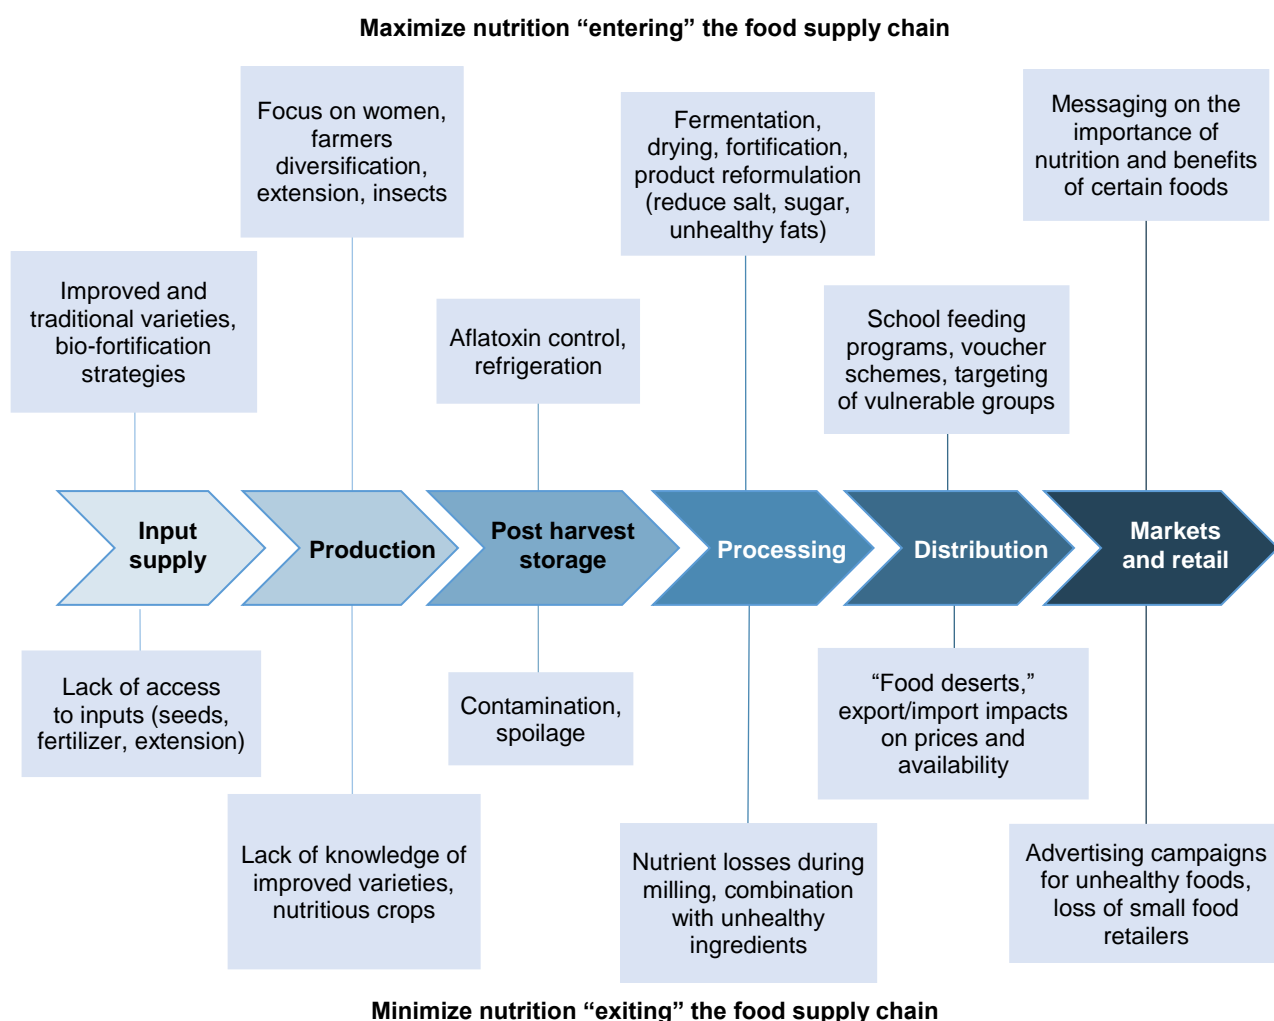 Maximize nutrition “entering” the food supply chain
Focus on women,
farmers
diversification,
extension, insects
Fermentation,
drying, fortification,
product reformulation
(reduce salt, sugar,
unhealthy fats)
Messaging on the
importance of
nutrition and benefits
of certain foods
Improved and
traditional varieties,
bio-fortification
strategies
Aflatoxin control,
refrigeration
School feeding
programs, voucher
schemes, targeting
of vulnerable groups
Input
supply
Production
Post harvest
storage
Processing
Distribution
Markets
and retail
Lack of access
to inputs (seeds,
fertilizer, extension)
Contamination,
spoilage
“Food deserts,”
export/import impacts
on prices and
availability
Lack of knowledge of
improved varieties,
nutritious crops
Nutrient losses during
milling, combination
with unhealthy
ingredients
Advertising campaigns
for unhealthy foods,
loss of small food
retailers
Minimize nutrition “exiting” the food supply chain